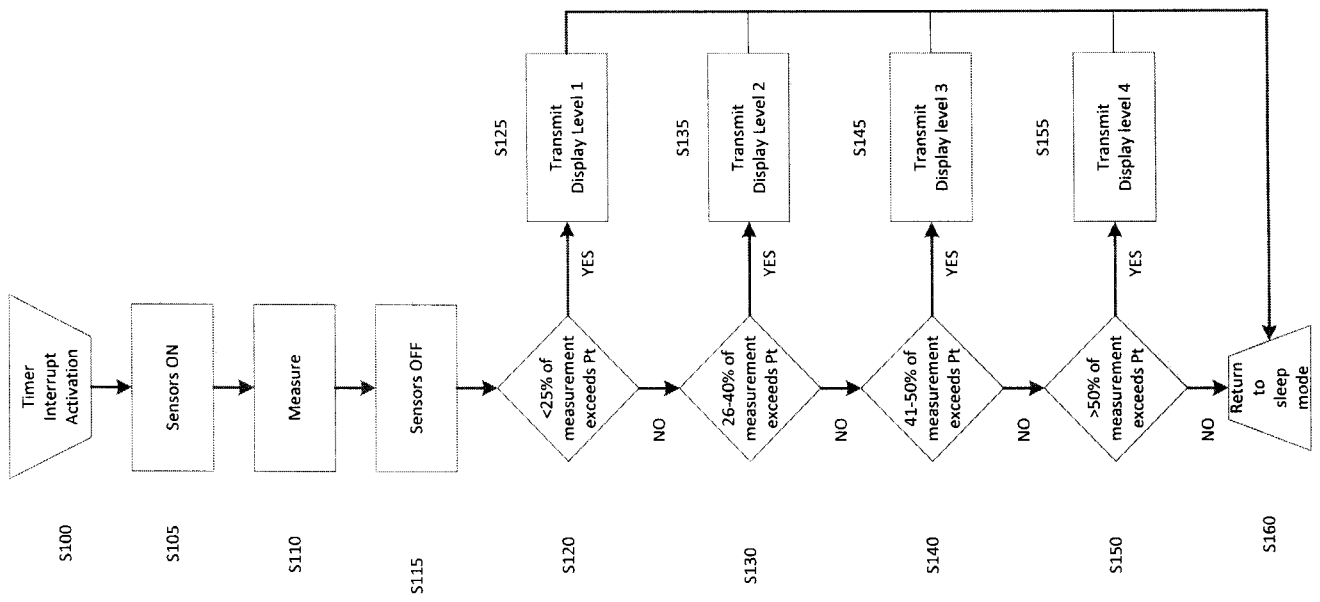 S100
Timer
Interrupt
Activation
S105
Sensors ON
S110
Measure
S115
Sensors OFF
S120
<25% of
measurement
exceeds Pt
YES
S125
Transmit
Display Level 1
NO
S130
26-40% of
measurement
exceeds Pt
YES
S135
Transmit
Display Level 2
NO
S140
41-50% of
measurement
exceeds Pt
YES
S145
Transmit
Display level 3
NO
S150
>50% of
measurement
exceeds Pt
YES
S155
Transmit
Display level 4
NO
S160
Return
to
sleep
mode